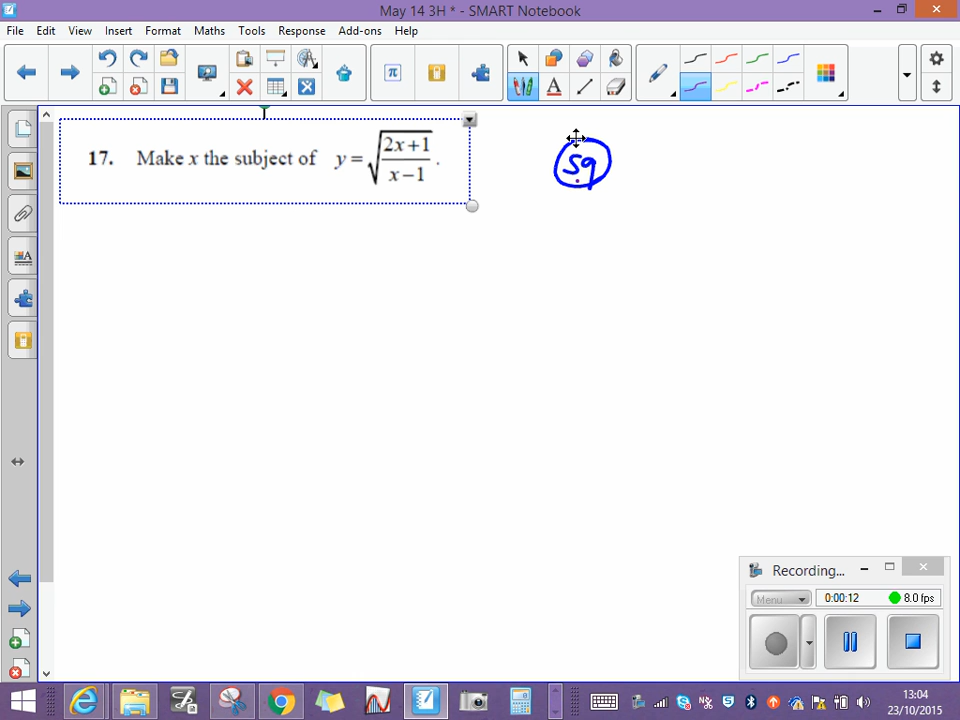 May 14 3H * - SMART Notebook
File Edit View Insert Format Maths Tools Response Add-ons Help
17. Make x the subject of y = √((2x+1)/(x−1)) .
Sq
Recording...
Menu 0:00:12 8.0 fps
13:04
23/10/2015